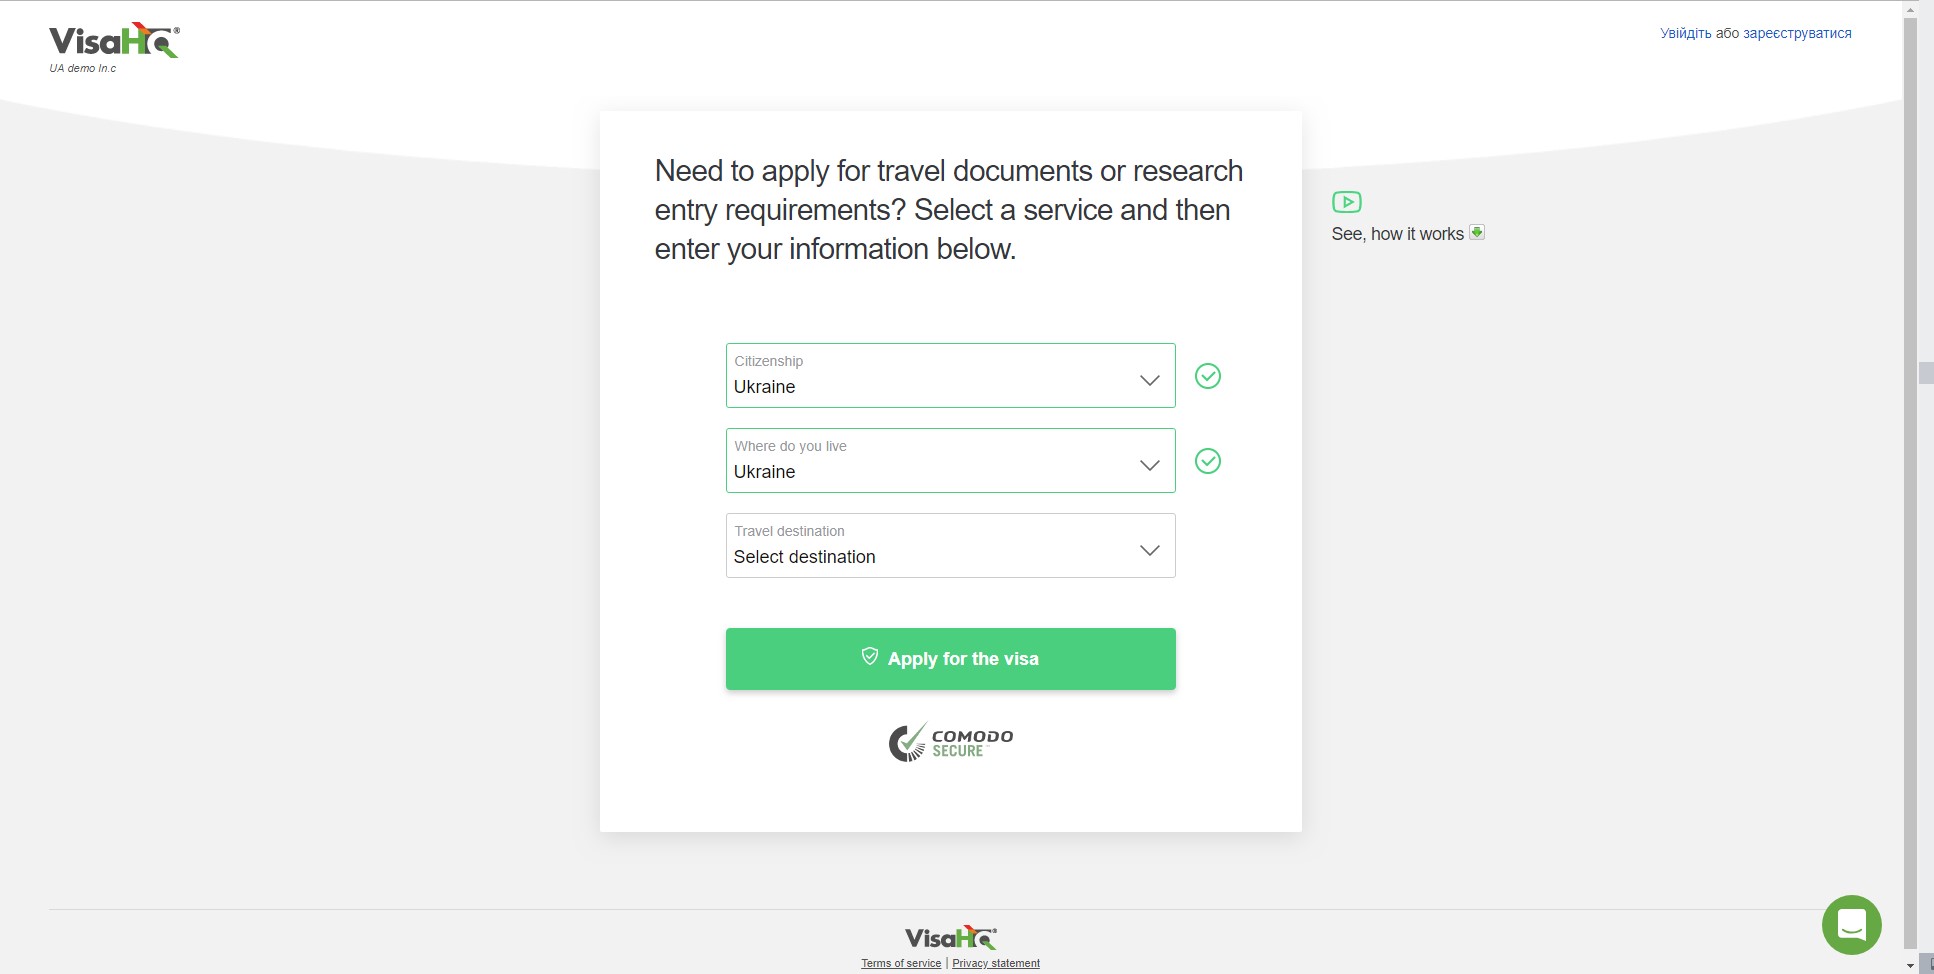 VisaHQ®
UA demo In.c
Увійдіть або зареєструватися
Need to apply for travel documents or research
entry requirements? Select a service and then
enter your information below.
See, how it works
Citizenship
Ukraine
Where do you live
Ukraine
Travel destination
Select destination
Apply for the visa
COMODO
SECURE™
VisaHQ®
Terms of service | Privacy statement